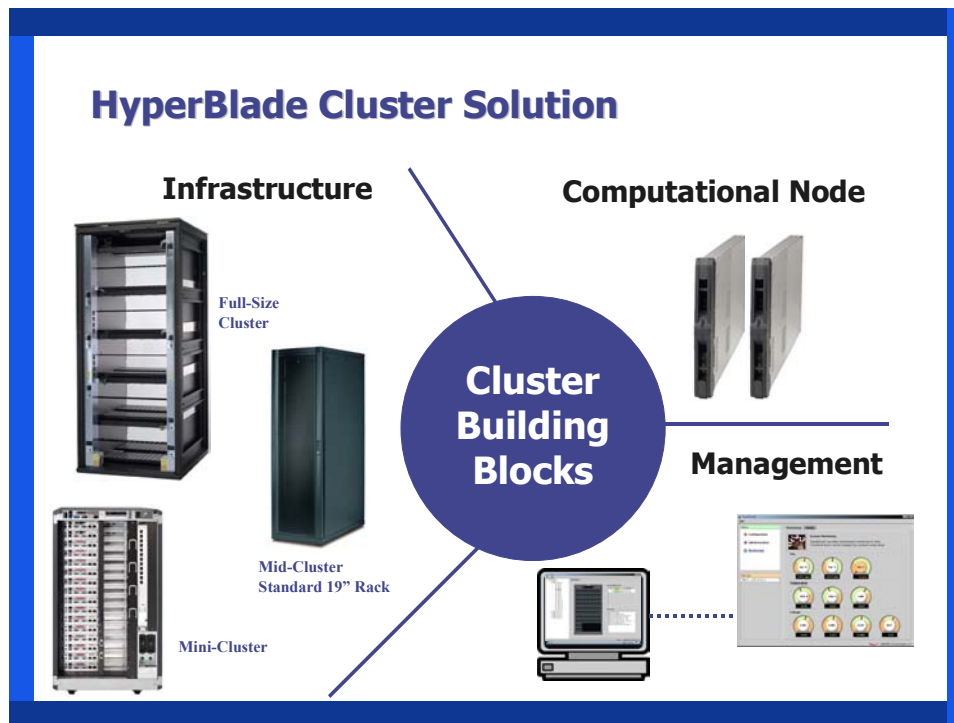 HyperBlade Cluster Solution
Infrastructure
Computational Node
Full-Size
Cluster
Cluster
Building
Blocks
Management
Mid-Cluster
Standard 19” Rack
Mini-Cluster